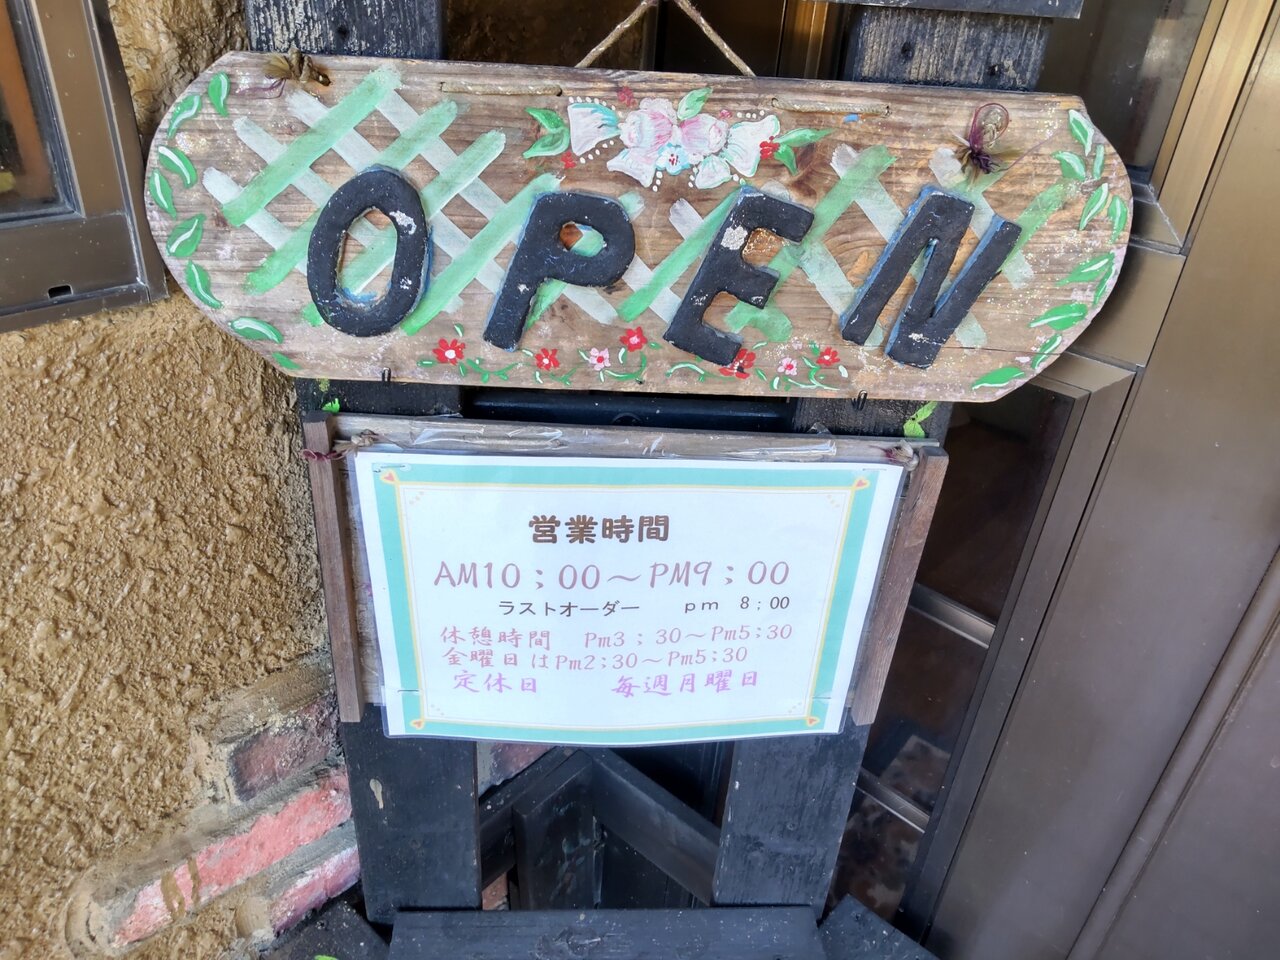 OPEN
営業時間
AM10；00～PM9；00
ラストオーダー　pm　8；00
休憩時間　Pm3；30～Pm5；30
金曜日はPm2；30～Pm5；30
定休日　毎週月曜日